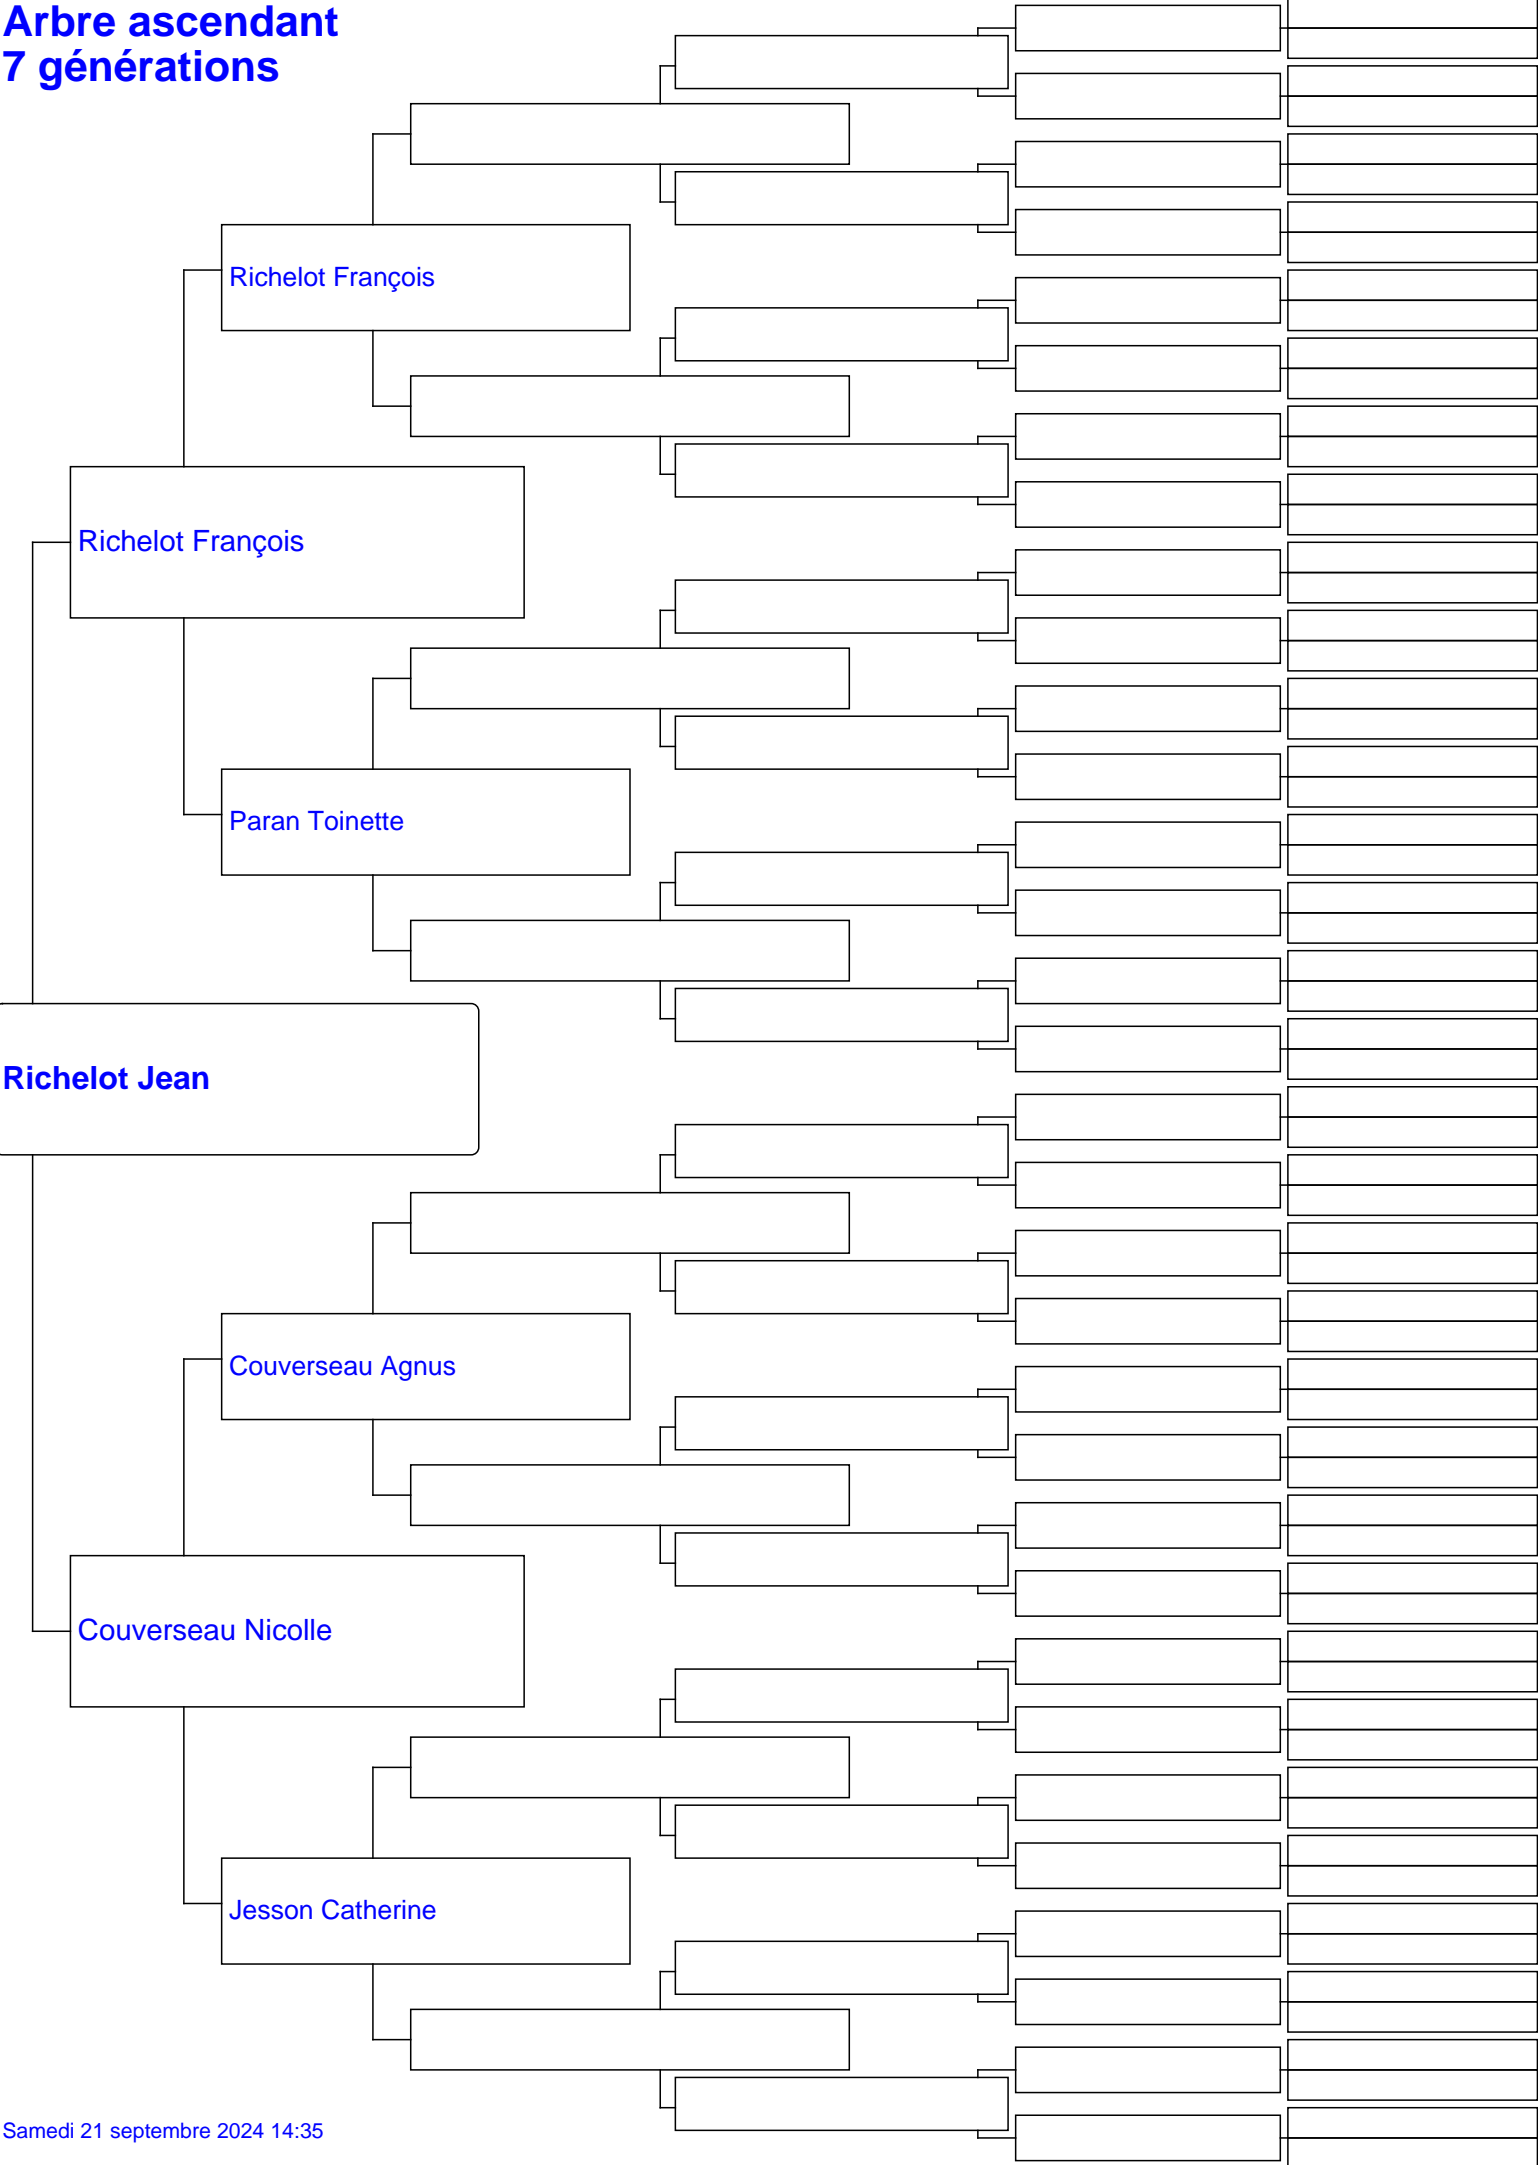 Arbre ascendant
7 générations
Richelot François
Richelot François
Paran Toinette
Richelot Jean
Couverseau Agnus
Couverseau Nicolle
Jesson Catherine
Samedi 21 septembre 2024 14:35